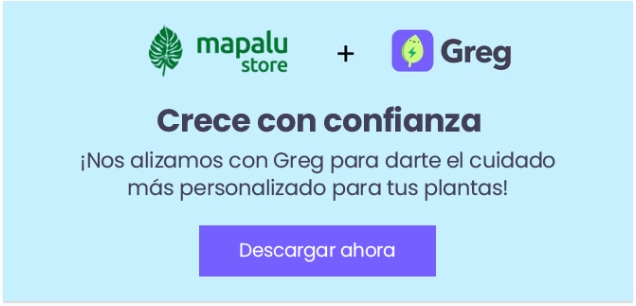 mapalu
store
+
Greg
Crece con confianza
¡Nos alizamos con Greg para darte el cuidado
más personalizado para tus plantas!
Descargar ahora